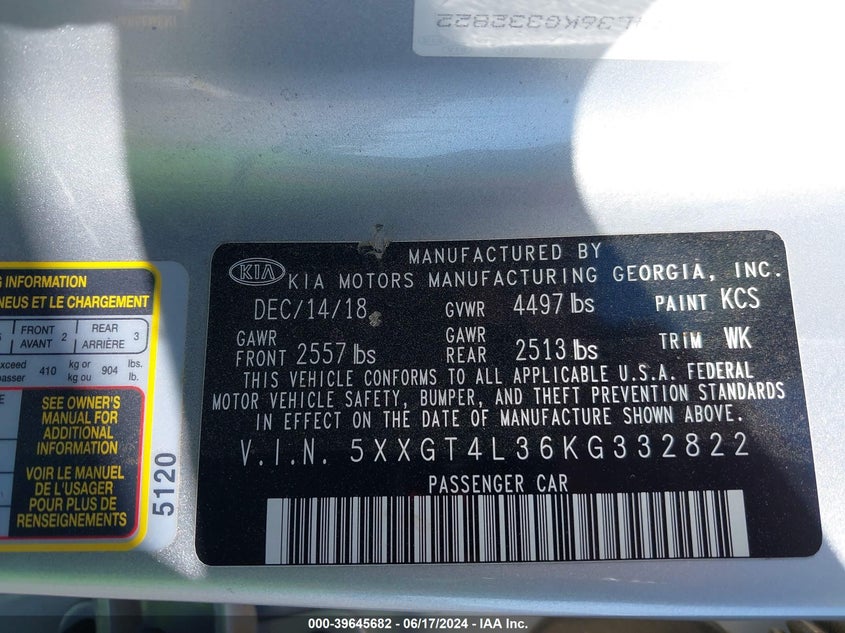 L36KG332822
MANUFACTURED BY
KIA
KIA MOTORS MANUFACTURING GEORGIA, INC.
DEC/14/18 GVWR 4497 lbs PAINT KCS
GAWR FRONT 2557 lbs GAWR REAR 2513 lbs TRIM WK
THIS VEHICLE CONFORMS TO ALL APPLICABLE U.S.A. FEDERAL
MOTOR VEHICLE SAFETY, BUMPER, AND THEFT PREVENTION STANDARDS
IN EFFECT ON THE DATE OF MANUFACTURE SHOWN ABOVE.
V.I.N. 5XXGT4L36KG332822
PASSENGER CAR
INFORMATION
NEUS ET LE CHARGEMENT
FRONT AVANT 2 REAR ARRIÈRE 3
410 kg or kg ou 904 lbs. lb.
SEE OWNER'S
MANUAL FOR
ADDITIONAL
INFORMATION
VOIR LE MANUEL
DE L'USAGER
POUR PLUS DE
RENSEIGNEMENTS
5120
000-39645682 - 06/17/2024 - IAA Inc.